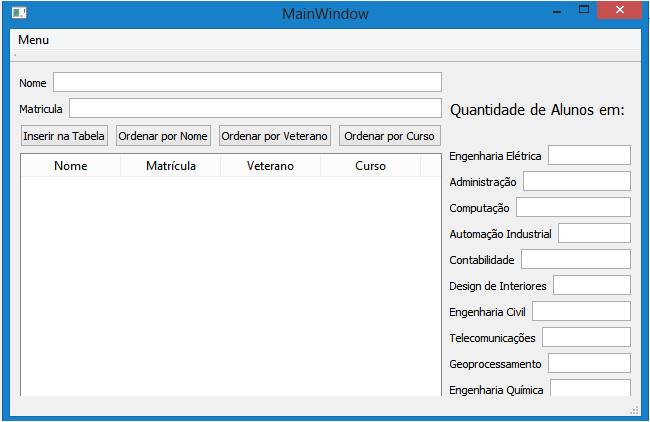 MainWindow
Menu
Nome
Matricula
Inserir na Tabela Ordenar por Nome Ordenar por Veterano Ordenar por Curso
Nome Matrícula Veterano Curso
Quantidade de Alunos em:
Engenharia Elétrica
Administração
Computação
Automação Industrial
Contabilidade
Design de Interiores
Engenharia Civil
Telecomunicações
Geoprocessamento
Engenharia Química